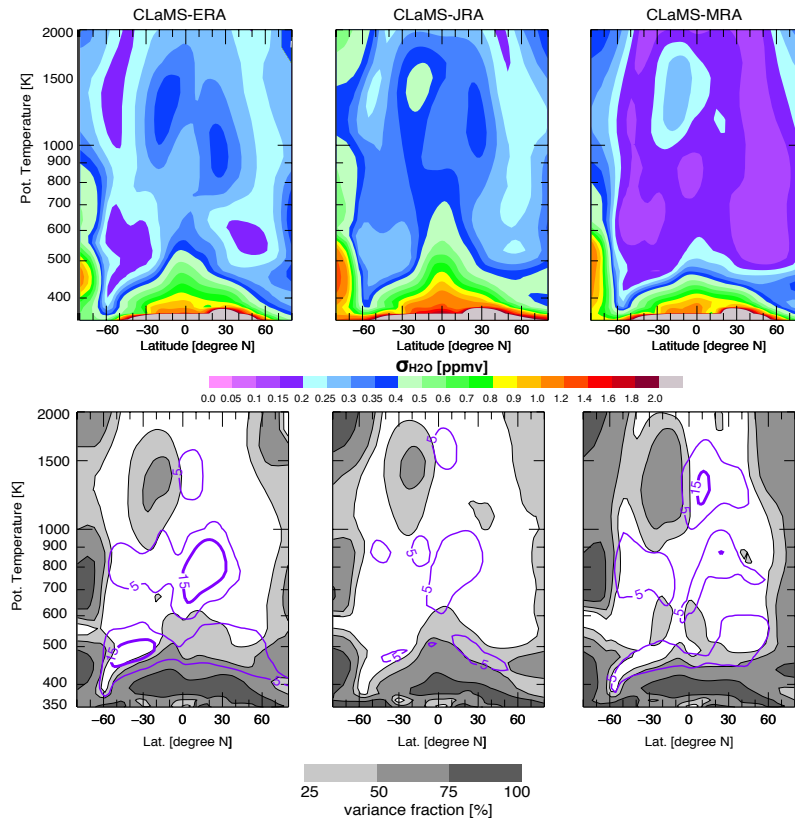 CLaMS-ERA CLaMS-JRA CLaMS-MRA
2000
1500
1000
900
800
700
600
500
400
Pot. Temperature [K]
−60 −30 0 30 60 −60 −30 0 30 60 −60 −30 0 30 60
Latitude [degree N] Latitude [degree N] Latitude [degree N]
σH2O [ppmv]
0.0 0.05 0.1 0.15 0.2 0.25 0.3 0.35 0.4 0.5 0.6 0.7 0.8 0.9 1.0 1.2 1.4 1.6 1.8 2.0
2000
1500
1000
900
800
700
600
500
400
350
Pot. Temperature [K]
5 5 15 15 5
5 5 5 5
15 5 5 5 5
−60 −30 0 30 60 −60 −30 0 30 60 −60 −30 0 30 60
Lat. [degree N] Lat. [degree N] Lat. [degree N]
25 50 75 100
variance fraction [%]